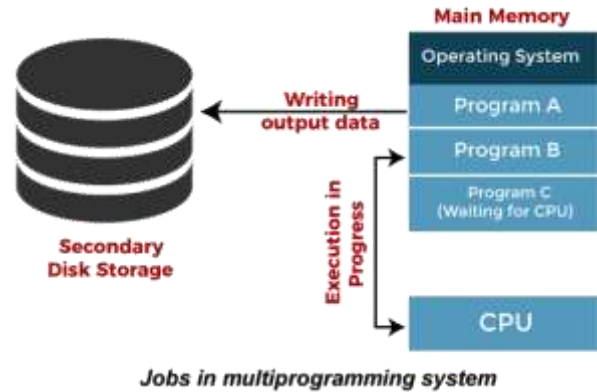 Main Memory
Operating System
Writing
output data
Program A
Program B
Program C
(Waiting for CPU)
Execution in
Progress
Secondary
Disk Storage
CPU
Jobs in multiprogramming system